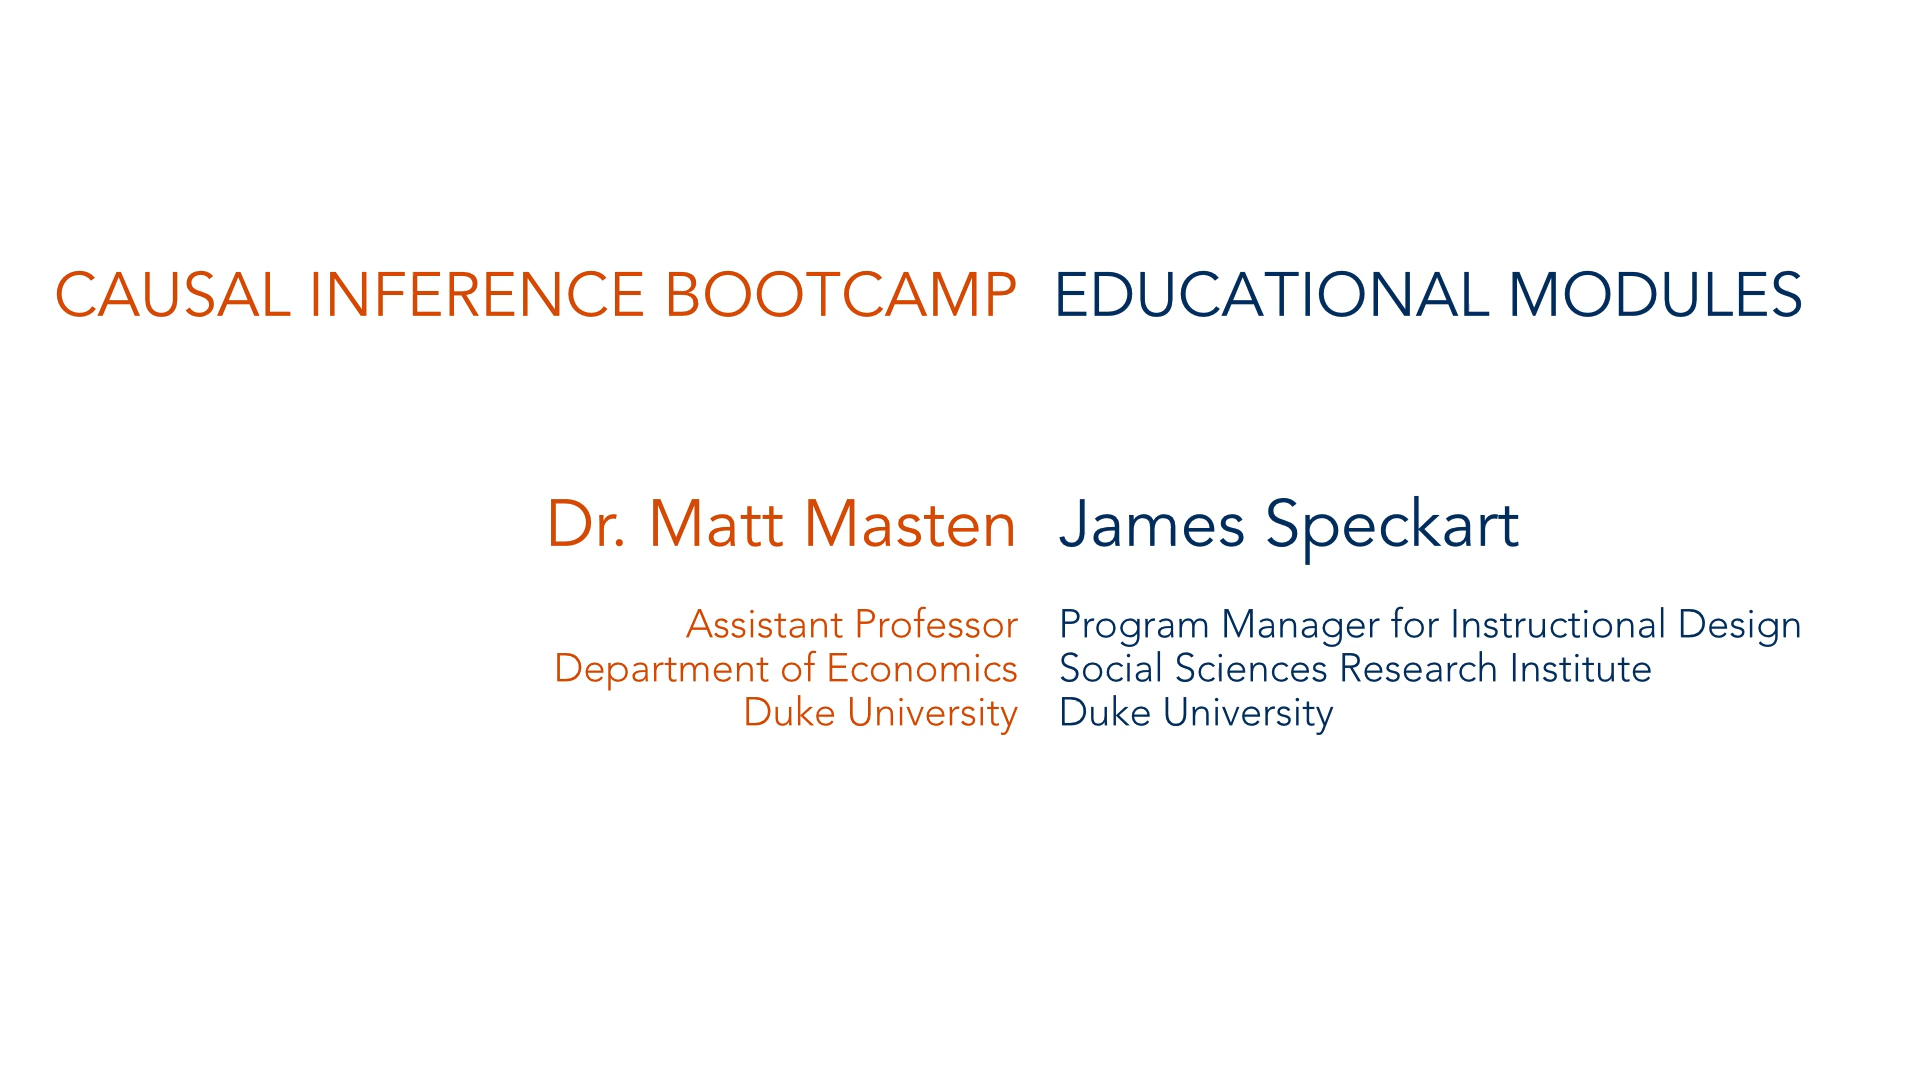 CAUSAL INFERENCE BOOTCAMP EDUCATIONAL MODULES
Dr. Matt Masten
Assistant Professor
Department of Economics
Duke University
James Speckart
Program Manager for Instructional Design
Social Sciences Research Institute
Duke University